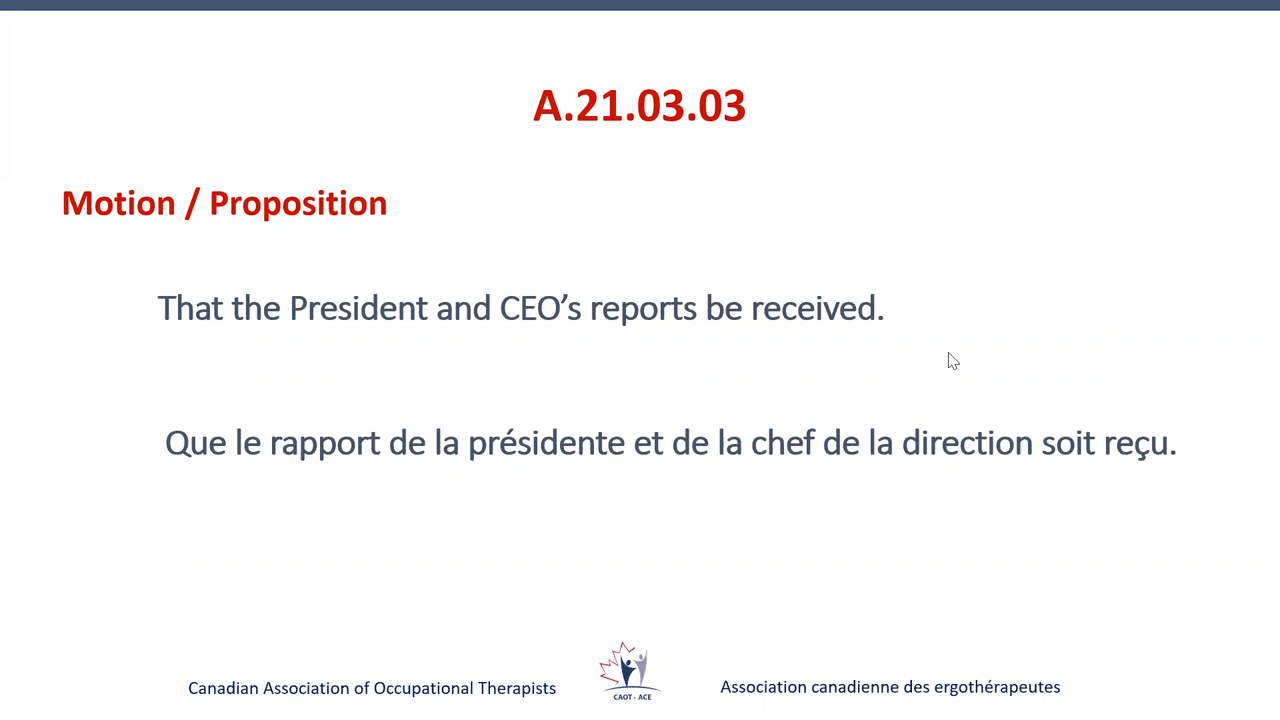 A.21.03.03
Motion / Proposition
That the President and CEO’s reports be received.
Que le rapport de la présidente et de la chef de la direction soit reçu.
Canadian Association of Occupational Therapists
CAOT - ACE
Association canadienne des ergothérapeutes